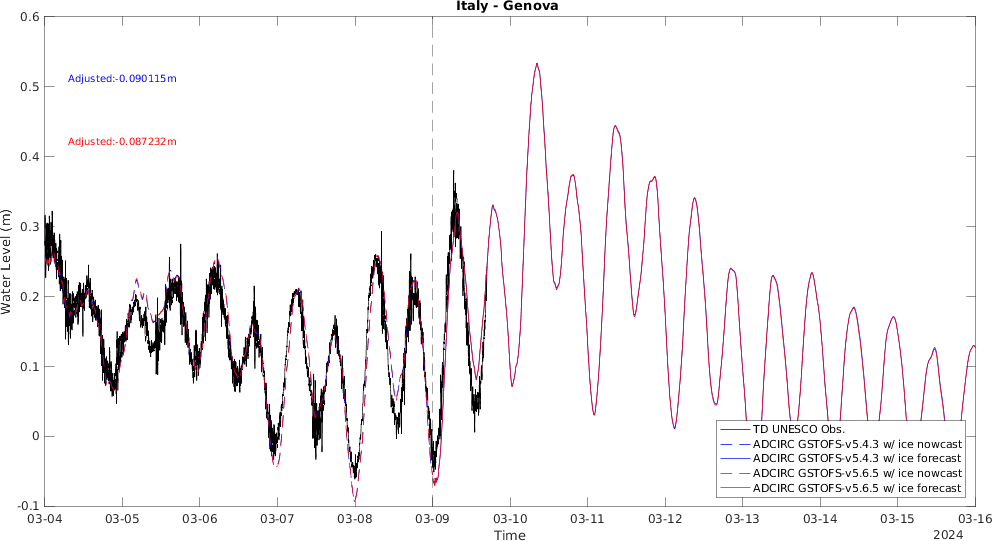 Italy - Genova
0.6
0.5
0.4
0.3
0.2
0.1
0
-0.1
Water Level (m)
Adjusted:-0.090115m
Adjusted:-0.087232m
TD UNESCO Obs.
ADCIRC GSTOFS-v5.4.3 w/ ice nowcast
ADCIRC GSTOFS-v5.4.3 w/ ice forecast
ADCIRC GSTOFS-v5.6.5 w/ ice nowcast
ADCIRC GSTOFS-v5.6.5 w/ ice forecast
03-04 03-05 03-06 03-07 03-08 03-09 03-10 03-11 03-12 03-13 03-14 03-15 03-16
Time
2024